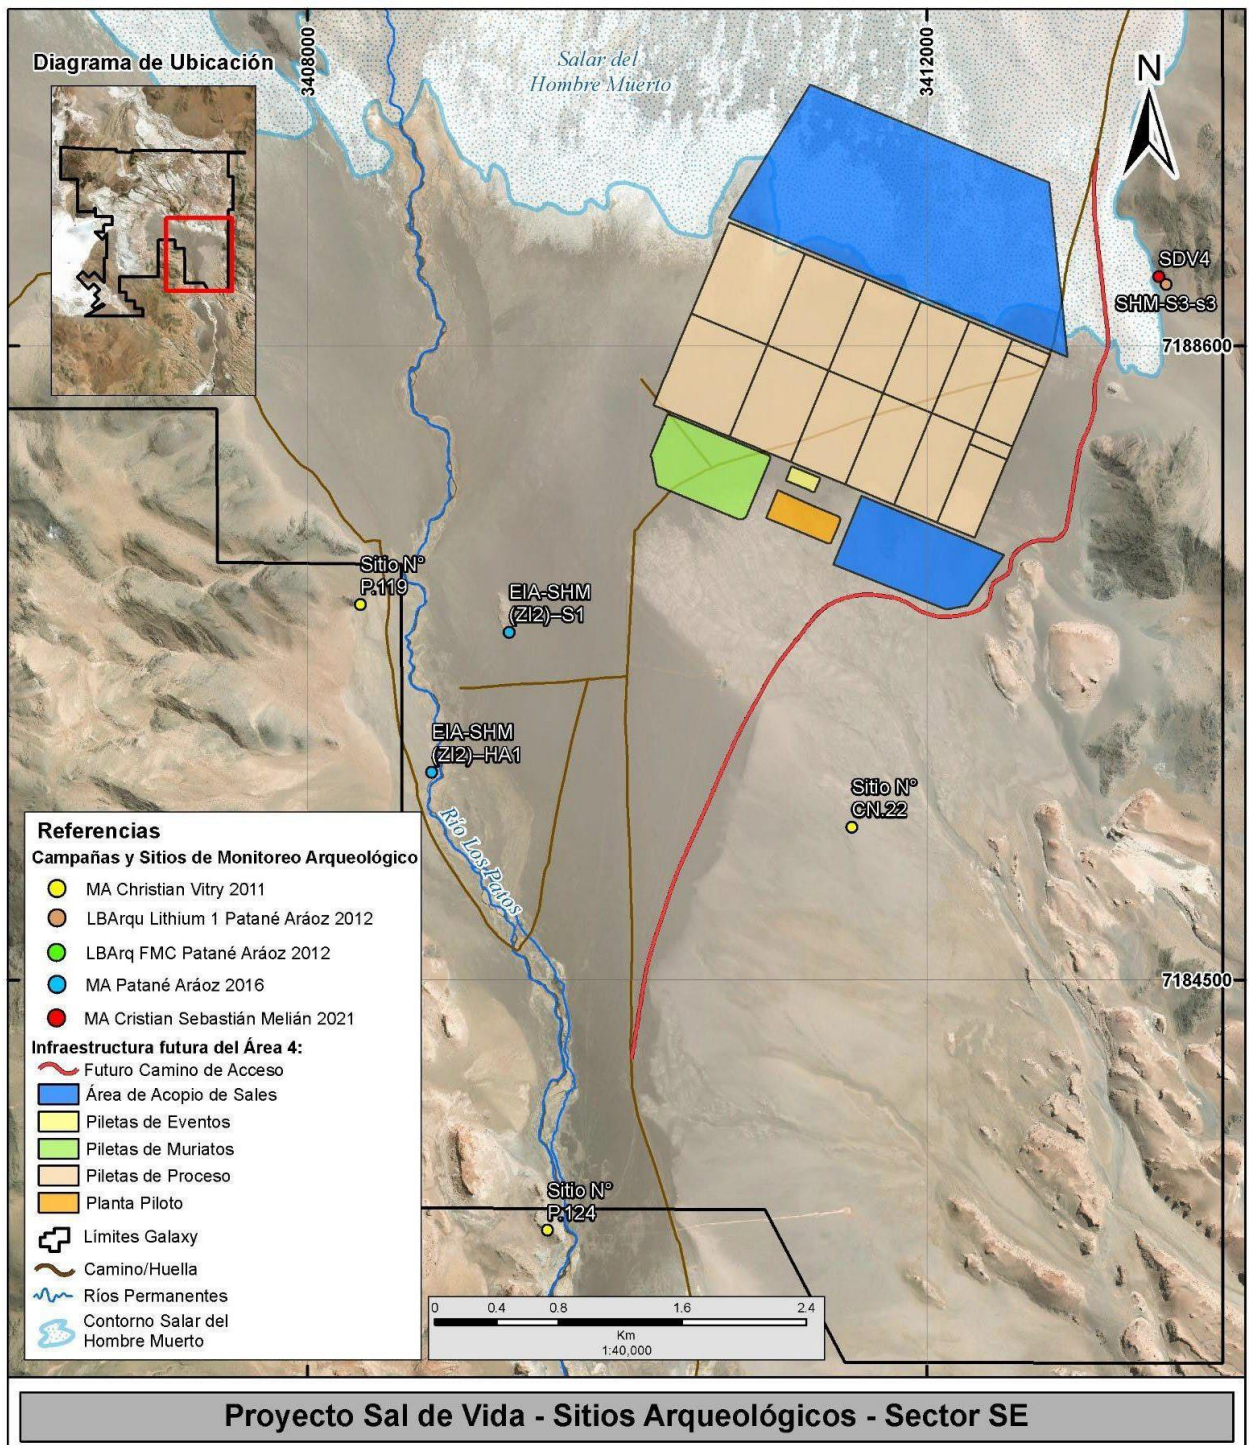 Diagrama de Ubicación
3408000
Salar del
Hombre Muerto
3412000
N
SDV4
SHM-S3-s3
7188600
Sitio N°
P.119
EIA-SHM
(ZI2)–S1
EIA-SHM
(ZI2)–HA1
Sitio N°
CN.22
Río Los Patos
7184500
Sitio N°
P.124
Referencias
Campañas y Sitios de Monitoreo Arqueológico
MA Christian Vitry 2011
LBArqu Lithium 1 Patané Aráoz 2012
LBArq FMC Patané Aráoz 2012
MA Patané Aráoz 2016
MA Cristian Sebastián Melián 2021
Infraestructura futura del Área 4:
Futuro Camino de Acceso
Área de Acopio de Sales
Piletas de Eventos
Piletas de Muriatos
Piletas de Proceso
Planta Piloto
Límites Galaxy
Camino/Huella
Ríos Permanentes
Contorno Salar del
Hombre Muerto
0 0.4 0.8 1.6 2.4
Km
1:40,000
Proyecto Sal de Vida - Sitios Arqueológicos - Sector SE